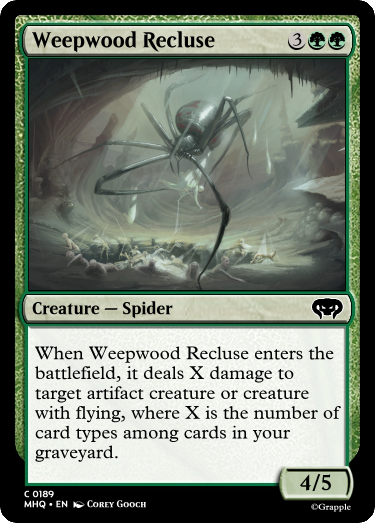 Weepwood Recluse 3
Creature — Spider
When Weepwood Recluse enters the
battlefield, it deals X damage to
target artifact creature or creature
with flying, where X is the number of
card types among cards in your
graveyard.
4/5
C 0189
MHQ • EN Corey Gooch
©Grapple